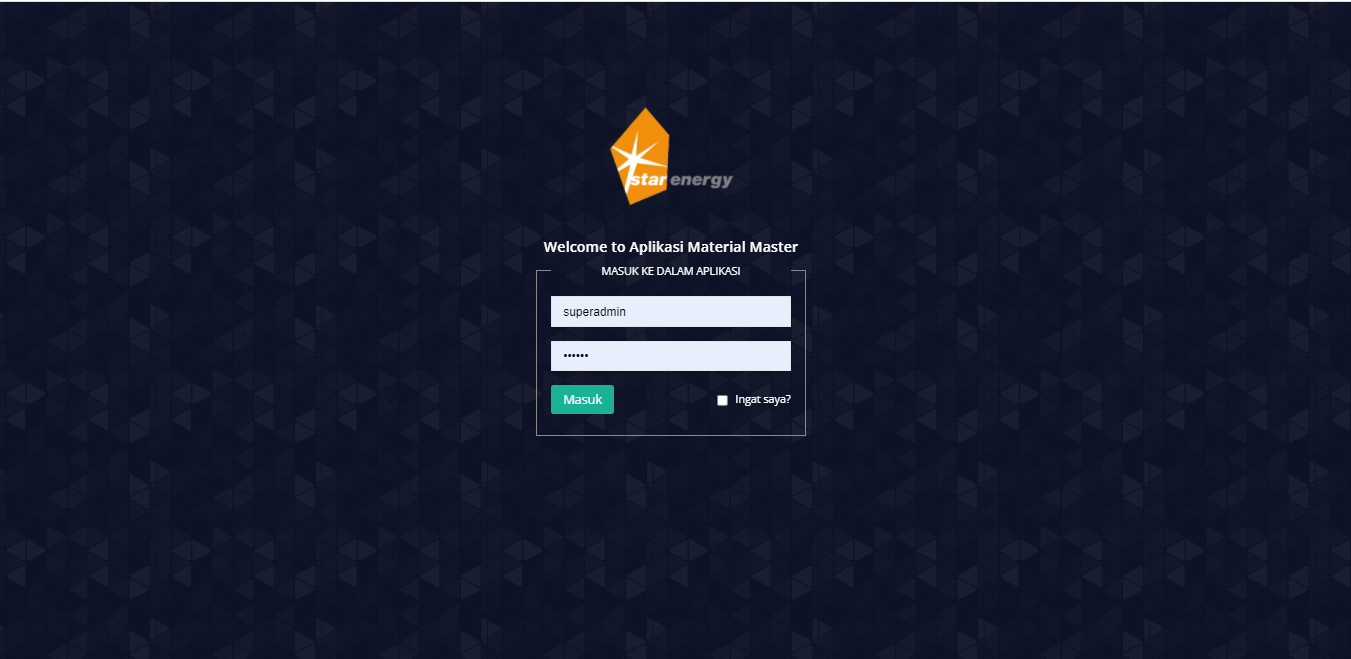 star energy
Welcome to Aplikasi Material Master
MASUK KE DALAM APLIKASI
superadmin
••••••
Masuk
Ingat saya?